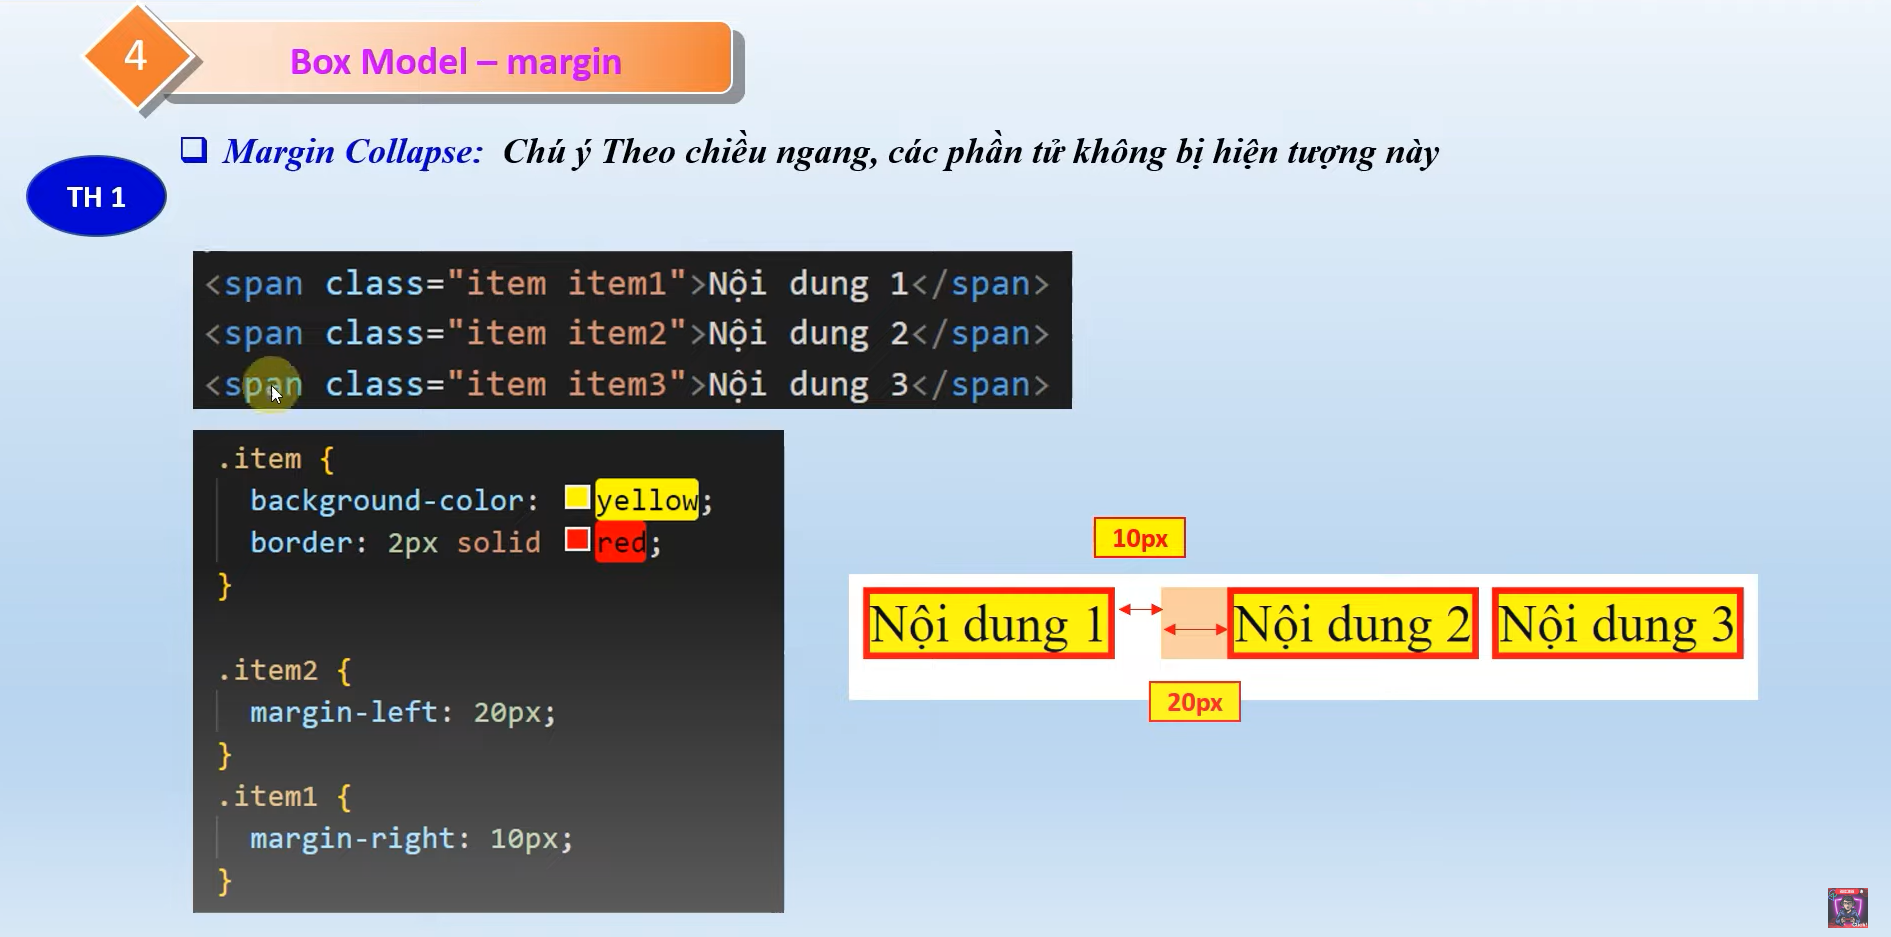 4
Box Model – margin
Margin Collapse: Chú ý Theo chiều ngang, các phần tử không bị hiện tượng này
TH 1
<span class="item item1">Nội dung 1</span>
<span class="item item2">Nội dung 2</span>
<span class="item item3">Nội dung 3</span>
.item {
background-color: yellow;
border: 2px solid red;
}
.item2 {
margin-left: 20px;
}
.item1 {
margin-right: 10px;
}
10px
Nội dung 1 Nội dung 2 Nội dung 3
20px